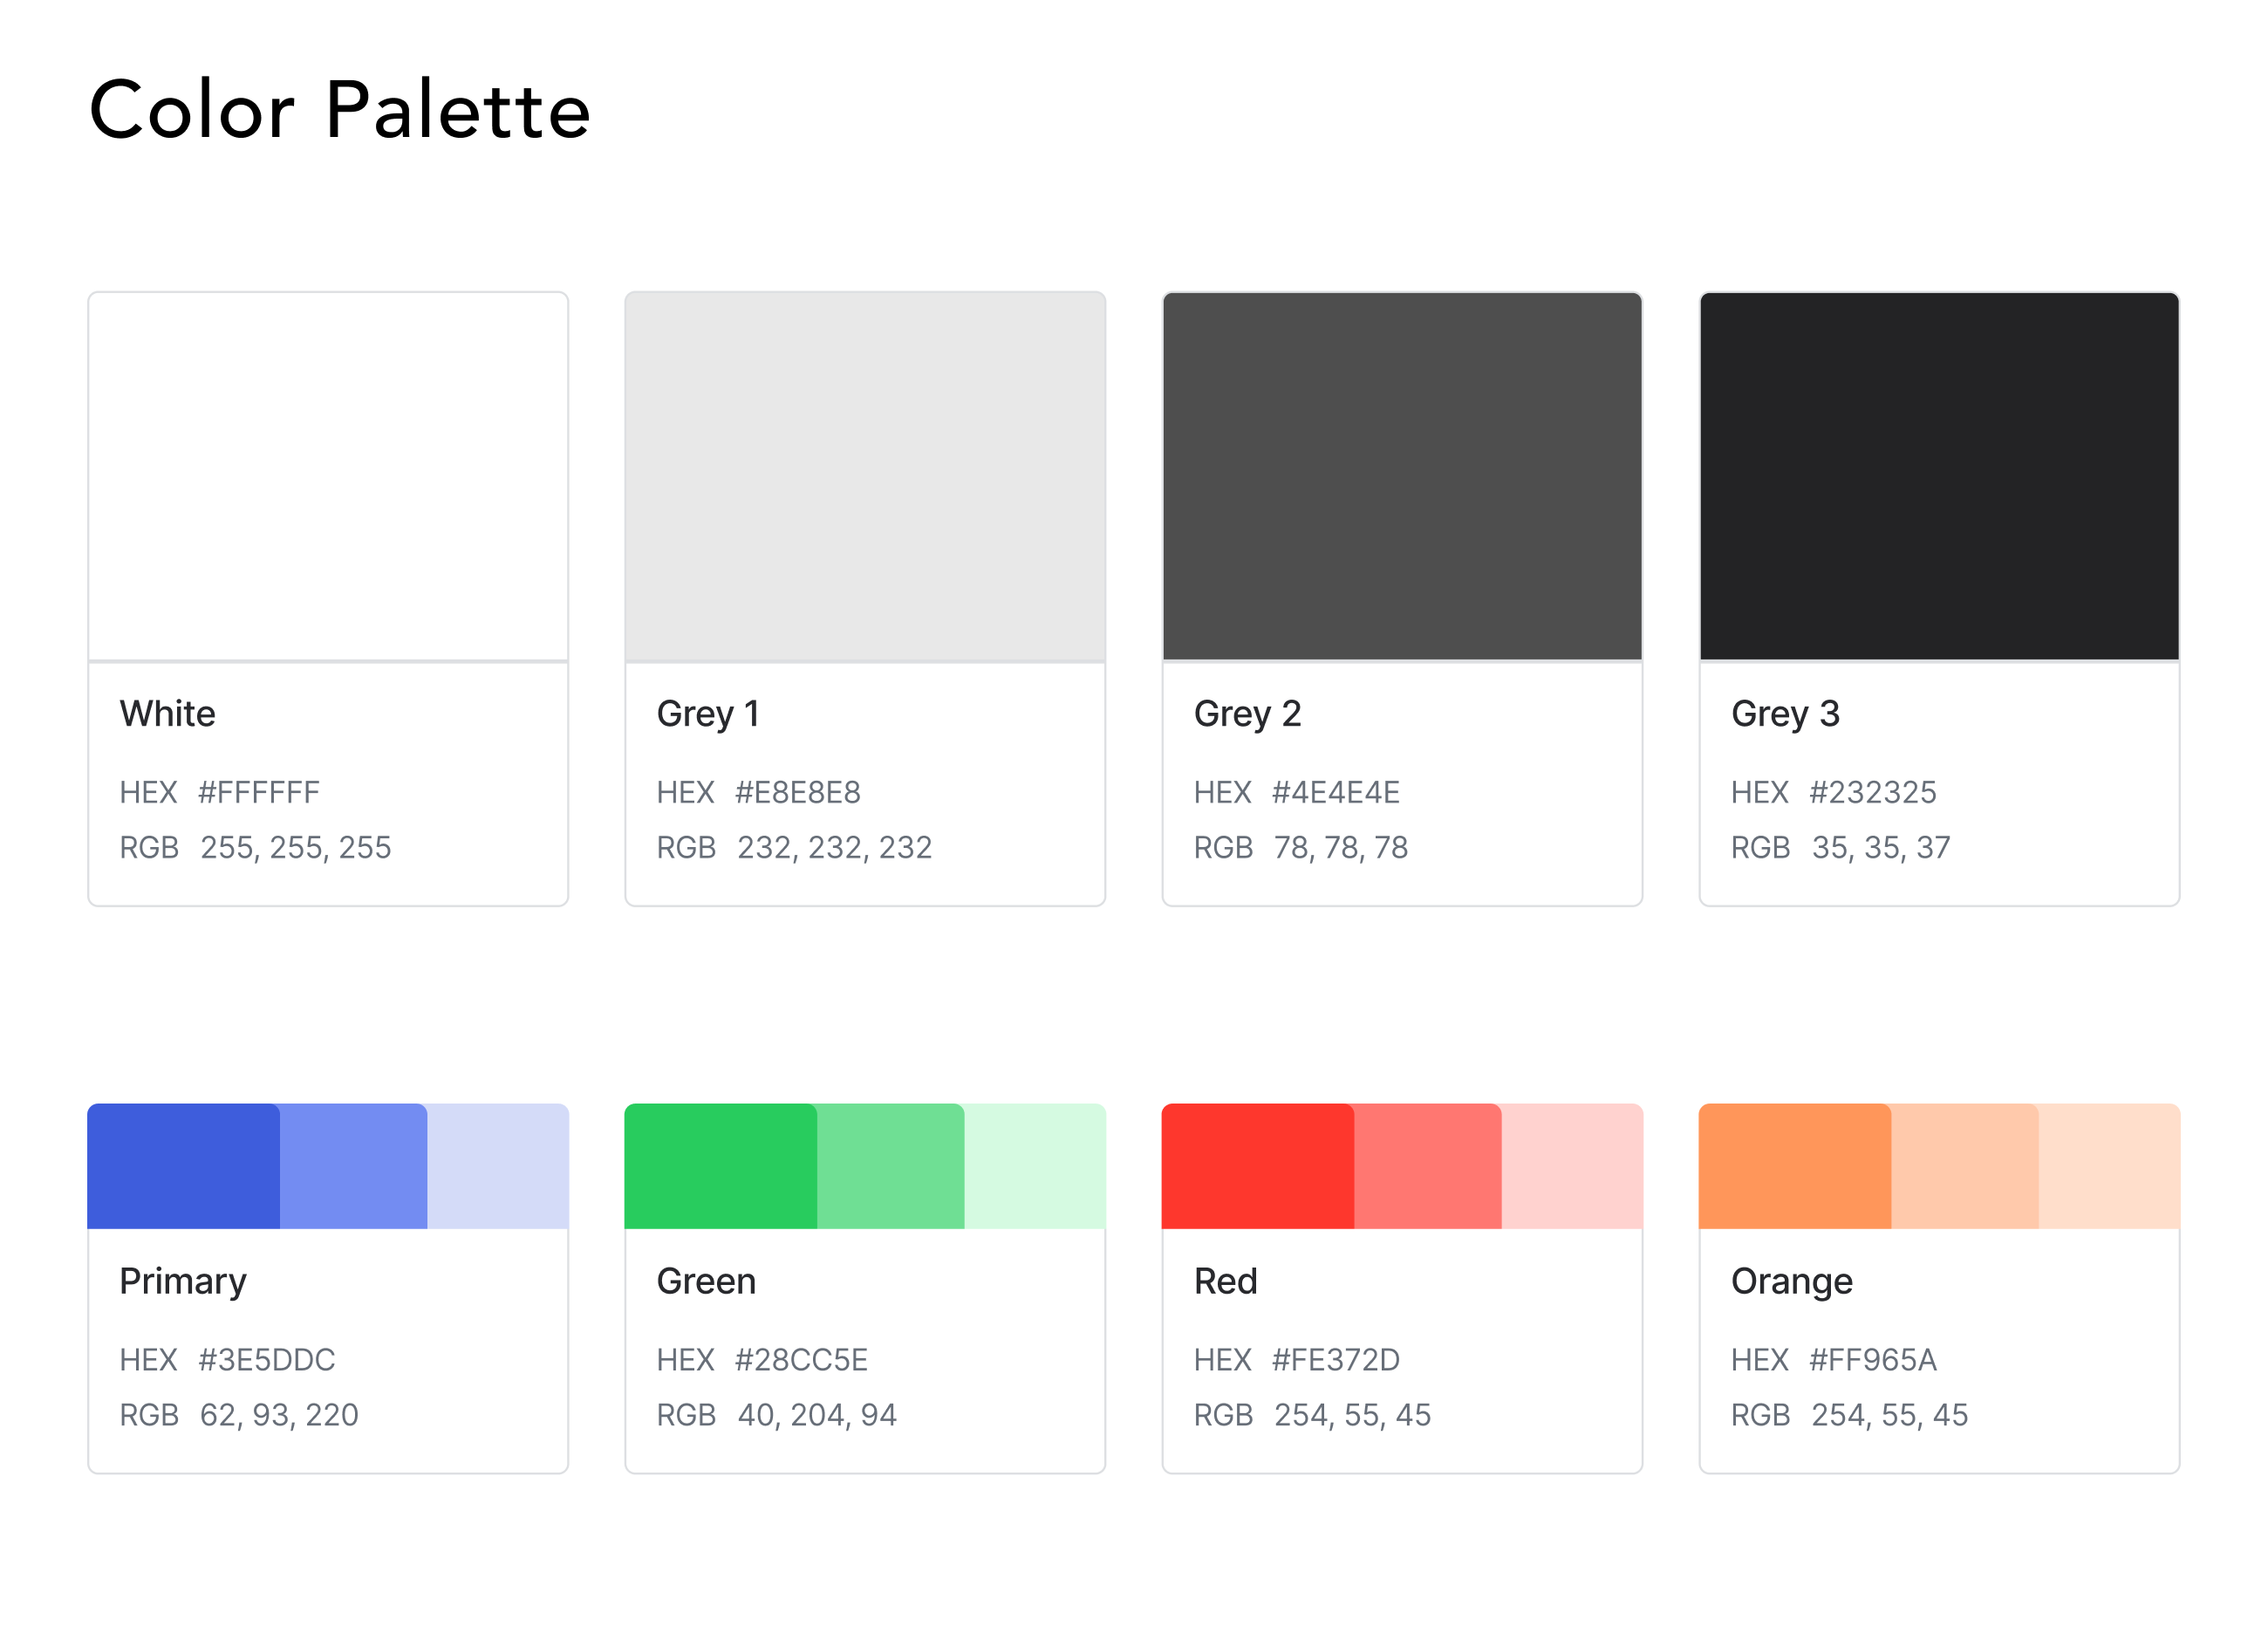 Color Palette
White
HEX #FFFFFF
RGB 255, 255, 255
Grey 1
HEX #E8E8E8
RGB 232, 232, 232
Grey 2
HEX #4E4E4E
RGB 78, 78, 78
Grey 3
HEX #232325
RGB 35, 35, 37
Primary
HEX #3E5DDC
RGB 62, 93, 220
Green
HEX #28CC5E
RGB 40, 204, 94
Red
HEX #FE372D
RGB 254, 55, 45
Orange
HEX #FF965A
RGB 254, 55, 45